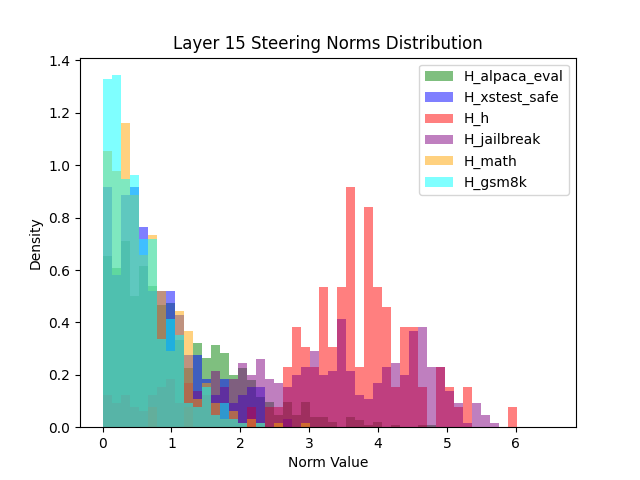 Layer 15 Steering Norms Distribution
1.4
1.2
1.0
0.8
0.6
0.4
0.2
0.0
Density
H_alpaca_eval
H_xstest_safe
H_h
H_jailbreak
H_math
H_gsm8k
0 1 2 3 4 5 6
Norm Value